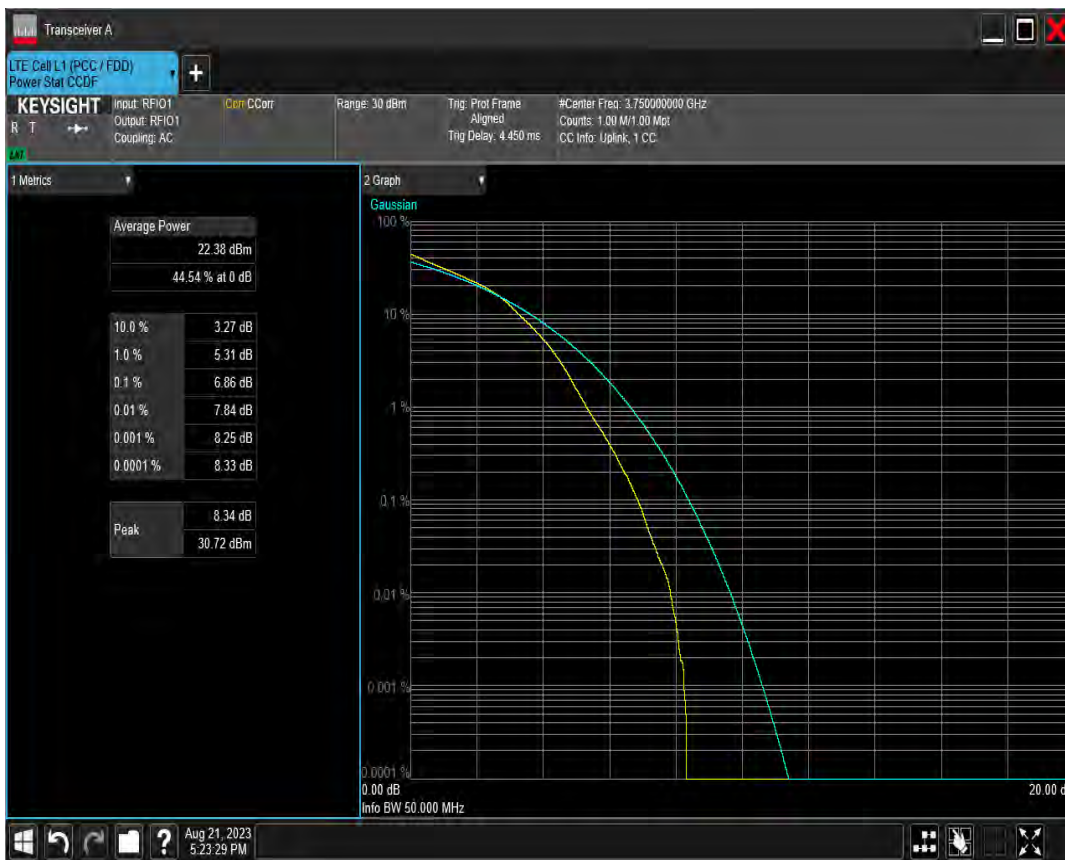 Transceiver A
LTE Cell L1 (PCC / FDD)
Power Stat CCDF
+
KEYSIGHT
R T
LNI
Input: RFIO1
Output: RFIO1
Coupling: AC
Corr CCorr
Range: 30 dBm
Trig: Prot Frame
Aligned
Trig Delay: 4.450 ms
#Center Freq: 3.750000000 GHz
Counts: 1.00 M/1.00 Mpt
CC Info: Uplink, 1 CC
1 Metrics
Average Power
22.38 dBm
44.54 % at 0 dB
10.0 % 3.27 dB
1.0 % 5.31 dB
0.1 % 6.86 dB
0.01 % 7.84 dB
0.001 % 8.25 dB
0.0001 % 8.33 dB
Peak
8.34 dB
30.72 dBm
2 Graph
Gaussian
100 %
10 %
1 %
0.1 %
0.01 %
0.001 %
0.0001 %
0.00 dB
20.00 d
Info BW 50.000 MHz
?
Aug 21, 2023
5:23:29 PM